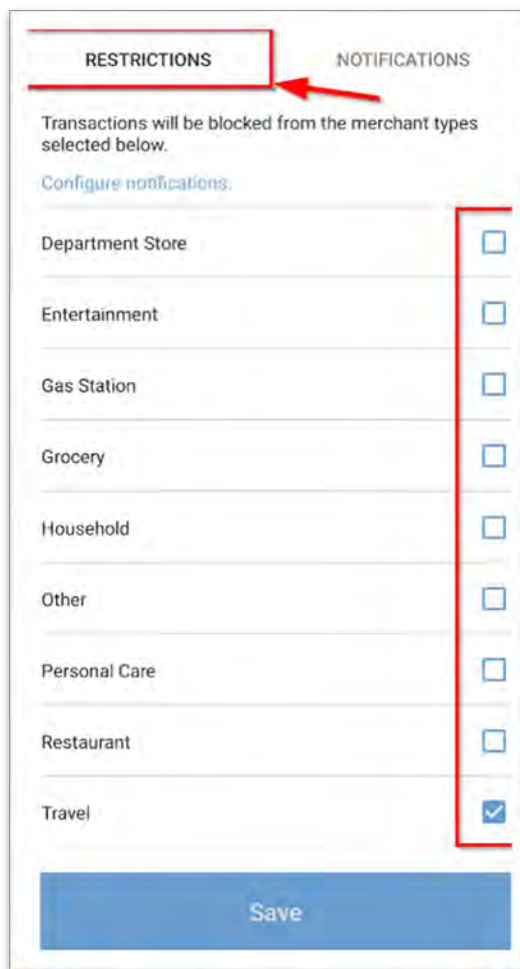 RESTRICTIONS NOTIFICATIONS
Transactions will be blocked from the merchant types
selected below.
Configure notifications.
Department Store
Entertainment
Gas Station
Grocery
Household
Other
Personal Care
Restaurant
Travel
Save